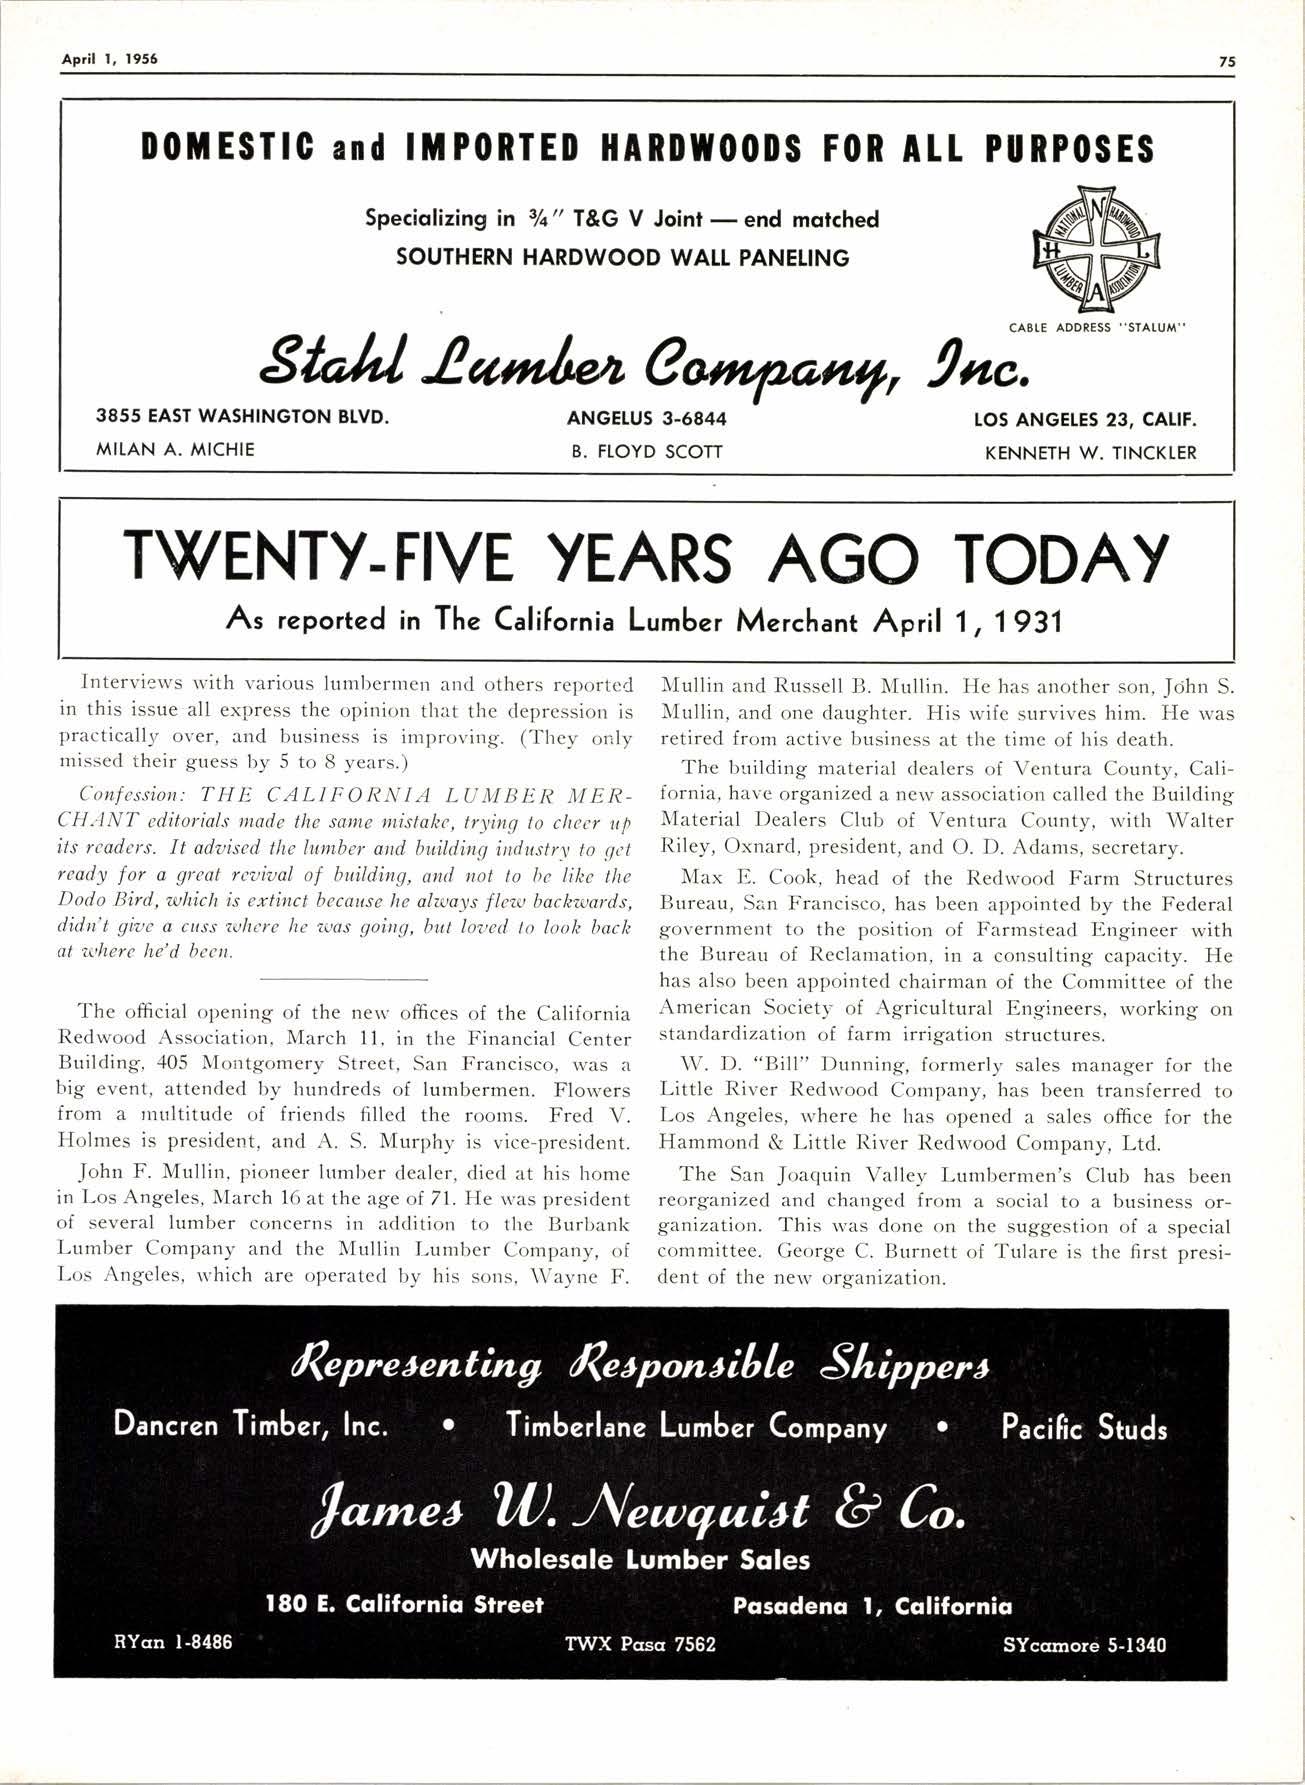 April 1, 1956
75
DOMESTIC and IMPORTED HARDWOODS FOR ALL PURPOSES
Specializing in ¾" T&G V Joint — end matched
SOUTHERN HARDWOOD WALL PANELING
NATIONAL HARDWOOD
LUMBER ASSOCIATION
N H L A
CABLE ADDRESS "STALUM"
Stahl Lumber Company, Inc.
3855 EAST WASHINGTON BLVD. ANGELUS 3-6844 LOS ANGELES 23, CALIF.
MILAN A. MICHIE B. FLOYD SCOTT KENNETH W. TINCKLER
TWENTY-FIVE YEARS AGO TODAY
As reported in The California Lumber Merchant April 1, 1931
Interviews with various lumbermen and others reported
in this issue all express the opinion that the depression is
practically over, and business is improving. (They only
missed their guess by 5 to 8 years.)
Confession: THE CALIFORNIA LUMBER MER-
CHANT editorials made the same mistake, trying to cheer up
its readers. It advised the lumber and building industry to get
ready for a great revival of building, and not to be like the
Dodo Bird, which is extinct because he always flew backwards,
didn't give a cuss where he was going, but loved to look back
at where he'd been.
The official opening of the new offices of the California
Redwood Association, March 11, in the Financial Center
Building, 405 Montgomery Street, San Francisco, was a
big event, attended by hundreds of lumbermen. Flowers
from a multitude of friends filled the rooms. Fred V.
Holmes is president, and A. S. Murphy is vice-president.
John F. Mullin, pioneer lumber dealer, died at his home
in Los Angeles, March 16 at the age of 71. He was president
of several lumber concerns in addition to the Burbank
Lumber Company and the Mullin Lumber Company, of
Los Angeles, which are operated by his sons, Wayne F.
Mullin and Russell B. Mullin. He has another son, John S.
Mullin, and one daughter. His wife survives him. He was
retired from active business at the time of his death.
The building material dealers of Ventura County, Cali-
fornia, have organized a new association called the Building
Material Dealers Club of Ventura County, with Walter
Riley, Oxnard, president, and O. D. Adams, secretary.
Max E. Cook, head of the Redwood Farm Structures
Bureau, San Francisco, has been appointed by the Federal
government to the position of Farmstead Engineer with
the Bureau of Reclamation, in a consulting capacity. He
has also been appointed chairman of the Committee of the
American Society of Agricultural Engineers, working on
standardization of farm irrigation structures.
W. D. "Bill" Dunning, formerly sales manager for the
Little River Redwood Company, has been transferred to
Los Angeles, where he has opened a sales office for the
Hammond & Little River Redwood Company, Ltd.
The San Joaquin Valley Lumbermen's Club has been
reorganized and changed from a social to a business or-
ganization. This was done on the suggestion of a special
committee. George C. Burnett of Tulare is the first presi-
dent of the new organization.
Representing Responsible Shippers
Dancren Timber, Inc. • Timberlane Lumber Company • Pacific Studs
James W. Newquist & Co.
Wholesale Lumber Sales
180 E. California Street Pasadena 1, California
RYan 1-8486 TWX Pasa 7562 SYcamore 5-1340